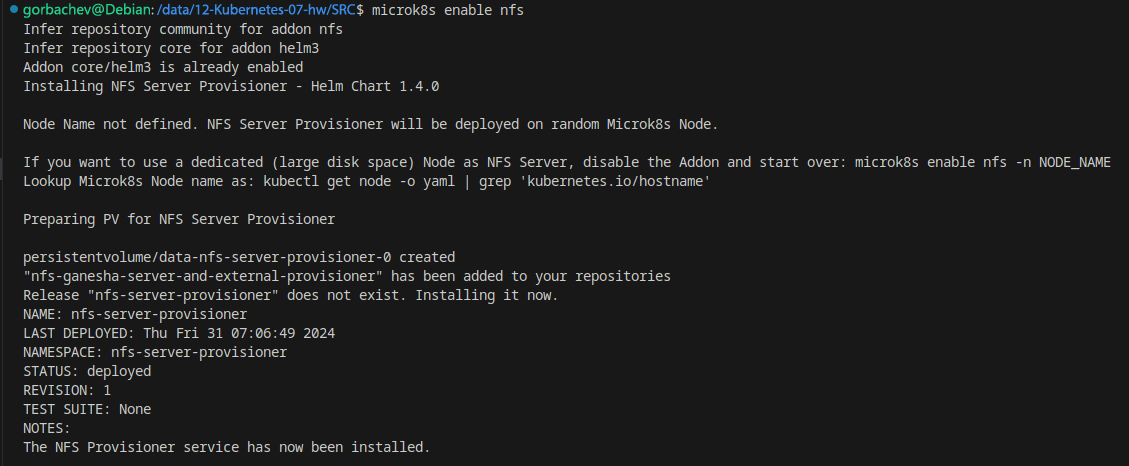 gorbachev@Debian:/data/12-Kubernetes-07-hw/SRC$ microk8s enable nfs
Infer repository community for addon nfs
Infer repository core for addon helm3
Addon core/helm3 is already enabled
Installing NFS Server Provisioner - Helm Chart 1.4.0
Node Name not defined. NFS Server Provisioner will be deployed on random Microk8s Node.
If you want to use a dedicated (large disk space) Node as NFS Server, disable the Addon and start over: microk8s enable nfs -n NODE_NAME
Lookup Microk8s Node name as: kubectl get node -o yaml | grep 'kubernetes.io/hostname'
Preparing PV for NFS Server Provisioner
persistentvolume/data-nfs-server-provisioner-0 created
"nfs-ganesha-server-and-external-provisioner" has been added to your repositories
Release "nfs-server-provisioner" does not exist. Installing it now.
NAME: nfs-server-provisioner
LAST DEPLOYED: Thu Fri 31 07:06:49 2024
NAMESPACE: nfs-server-provisioner
STATUS: deployed
REVISION: 1
TEST SUITE: None
NOTES:
The NFS Provisioner service has now been installed.